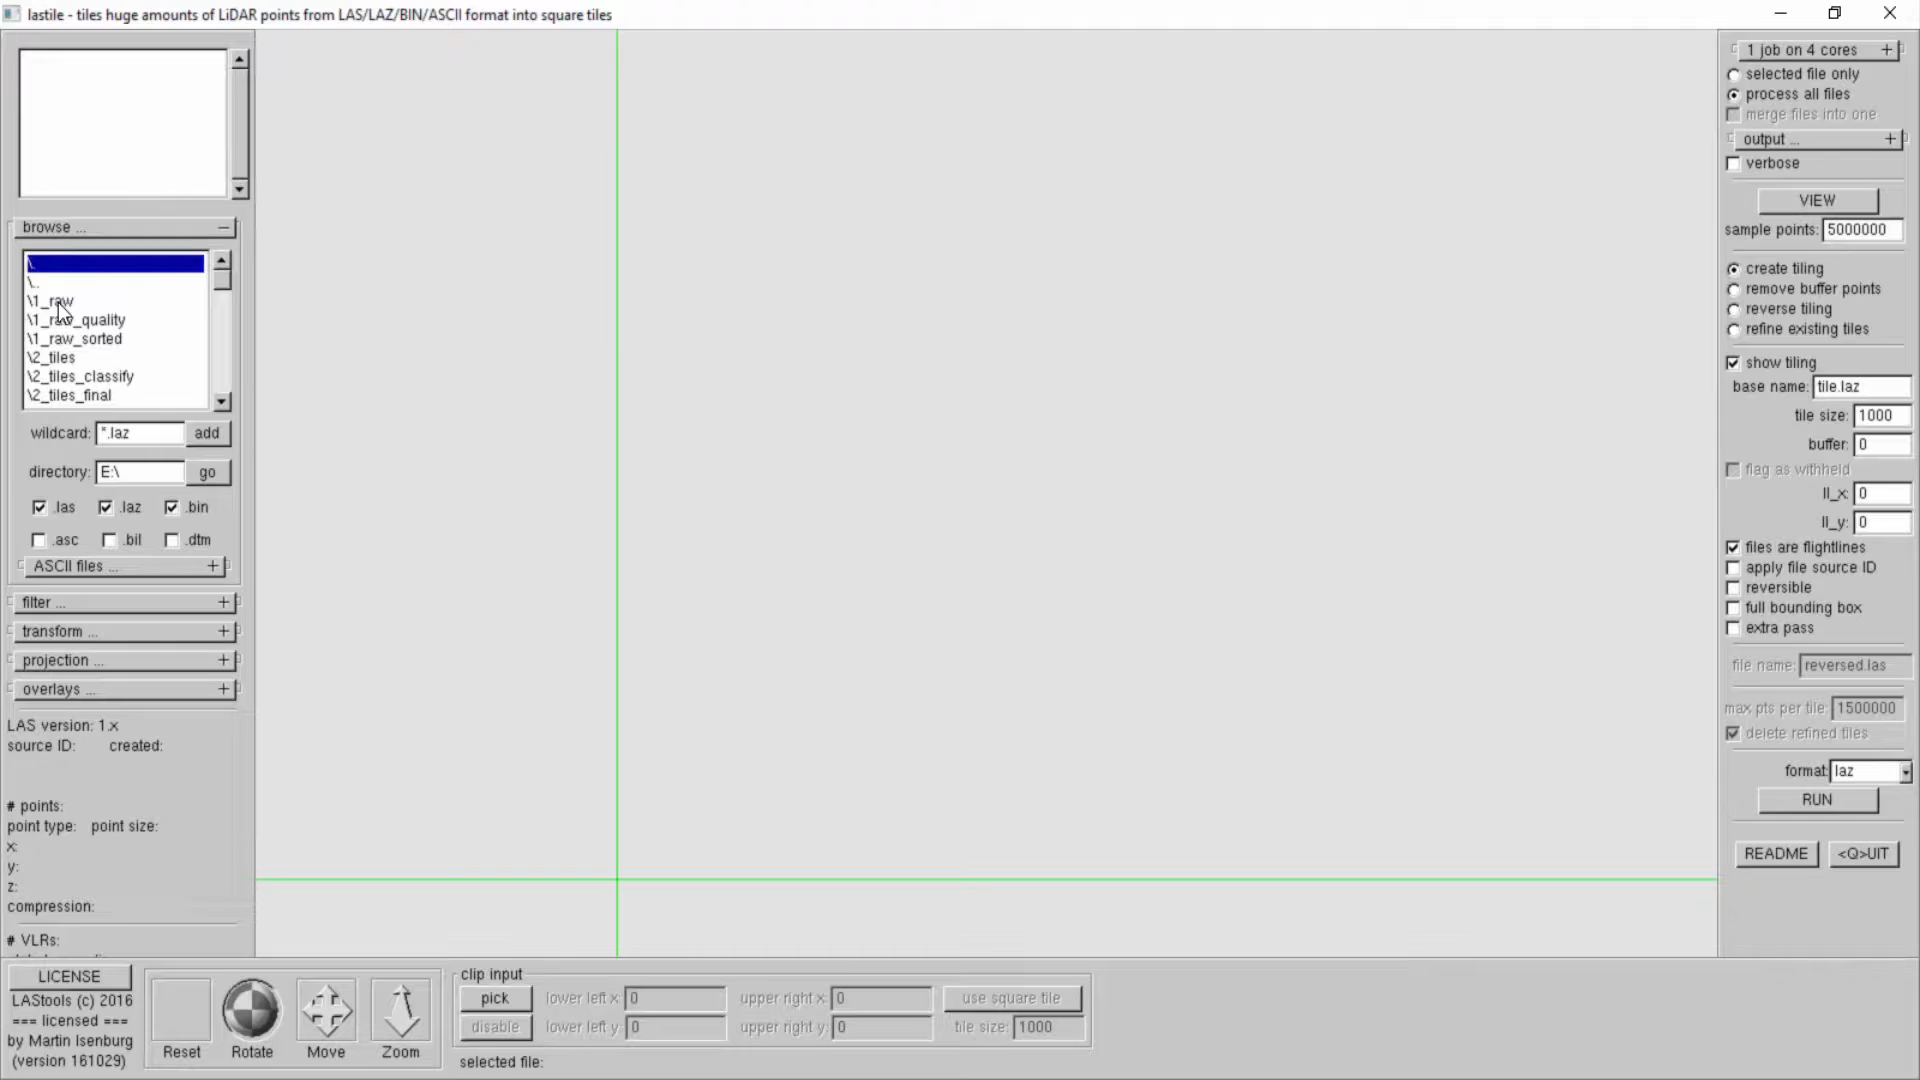 lastile - tiles huge amounts of LiDAR points from LAS/LAZ/BIN/ASCII format into square tiles
browse ...
\.
\..
\1_raw
\1_raw_quality
\1_raw_sorted
\2_tiles
\2_tiles_classify
\2_tiles_final
wildcard: *.laz add
directory: E:\ go
.las .laz .bin
.asc .bil .dtm
ASCII files ... +
filter ... +
transform ... +
projection ... +
overlays ... +
LAS version: 1.x
source ID: created:
# points:
point type: point size:
x:
y:
z:
compression:
# VLRs:
LICENSE
LAStools (c) 2016
=== licensed ===
by Martin Isenburg
(version 161029)
Reset
Rotate
Move
Zoom
clip input
pick lower left x: 0 upper right x: 0 use square tile
disable lower left y: 0 upper right y: 0 tile size: 1000
selected file:
1 job on 4 cores +
selected file only
process all files
merge files into one
output ... +
verbose
VIEW
sample points: 5000000
create tiling
remove buffer points
reverse tiling
refine existing tiles
show tiling
base name: tile.laz
tile size: 1000
buffer: 0
flag as withheld
ll_x: 0
ll_y: 0
files are flightlines
apply file source ID
reversible
full bounding box
extra pass
file name: reversed.las
max pts per tile: 1500000
delete refined files
format: laz
RUN
README <Q>UIT